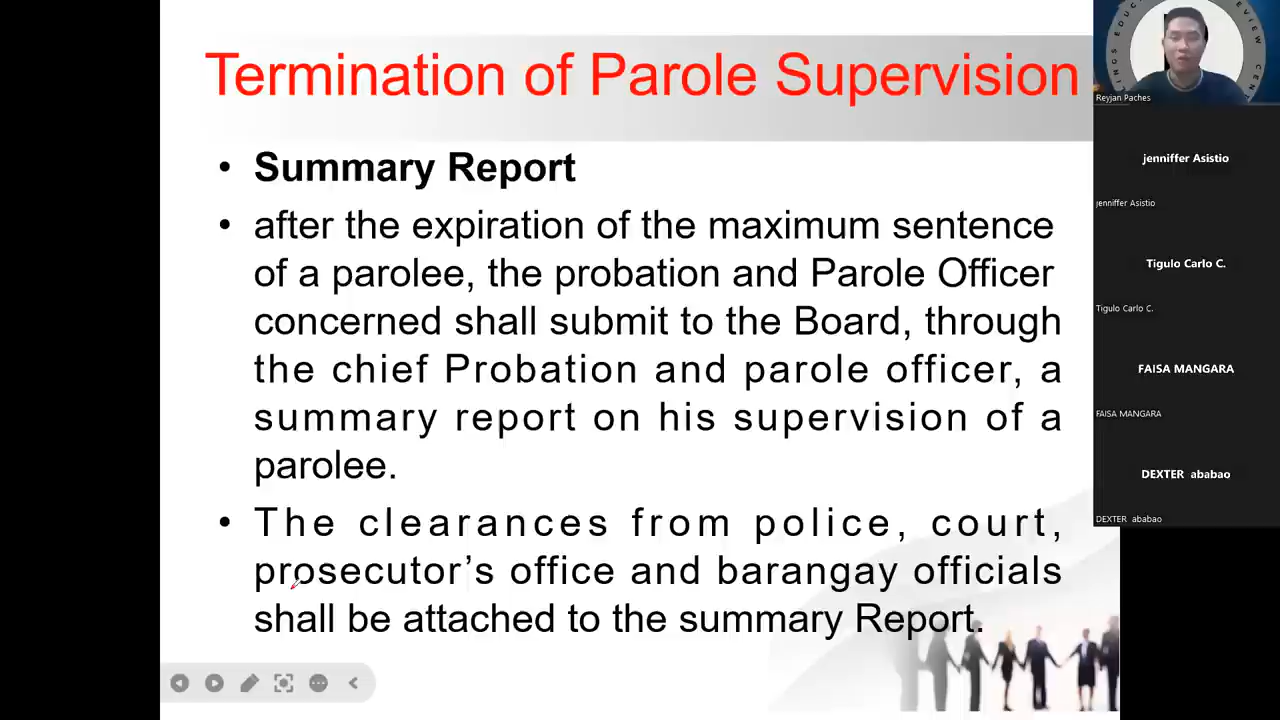 Termination of Parole Supervision
• Summary Report
• after the expiration of the maximum sentence
of a parolee, the probation and Parole Officer
concerned shall submit to the Board, through
the chief Probation and parole officer, a
summary report on his supervision of a
parolee.
• The clearances from police, court,
prosecutor’s office and barangay officials
shall be attached to the summary Report.
Reyjan Paches
jenniffer Asistio
jenniffer Asistio
Tigulo Carlo C.
Tigulo Carlo C.
FAISA MANGARA
FAISA MANGARA
DEXTER ababao
DEXTER ababao